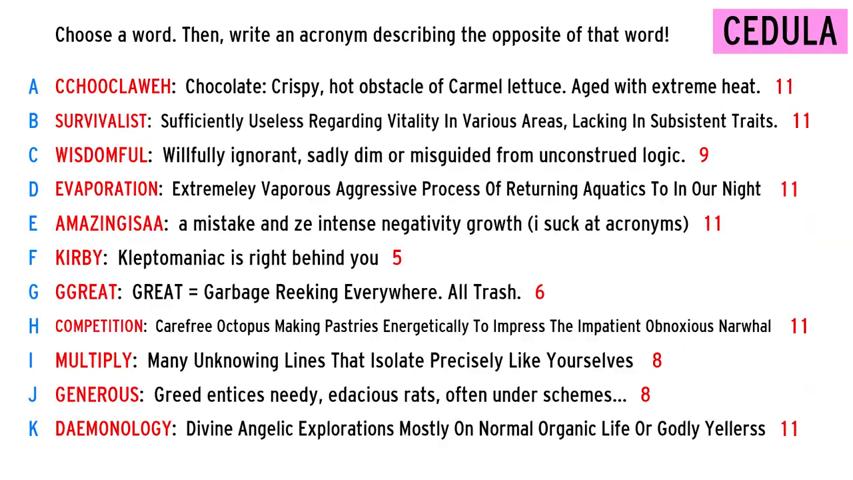 Choose a word. Then, write an acronym describing the opposite of that word!
CEDULA
A CCHOOCLAWEH: Chocolate: Crispy, hot obstacle of Carmel lettuce. Aged with extreme heat. 11
B SURVIVALIST: Sufficiently Useless Regarding Vitality In Various Areas, Lacking In Subsistent Traits. 11
C WISDOMFUL: Willfully ignorant, sadly dim or misguided from unconstrued logic. 9
D EVAPORATION: Extremeley Vaporous Aggressive Process Of Returning Aquatics To In Our Night 11
E AMAZINGISAA: a mistake and ze intense negativity growth (i suck at acronyms) 11
F KIRBY: Kleptomaniac is right behind you 5
G GGREAT: GREAT = Garbage Reeking Everywhere. All Trash. 6
H COMPETITION: Carefree Octopus Making Pastries Energetically To Impress The Impatient Obnoxious Narwhal 11
I MULTIPLY: Many Unknowing Lines That Isolate Precisely Like Yourselves 8
J GENEROUS: Greed entices needy, edacious rats, often under schemes... 8
K DAEMONOLOGY: Divine Angelic Explorations Mostly On Normal Organic Life Or Godly Yellerss 11